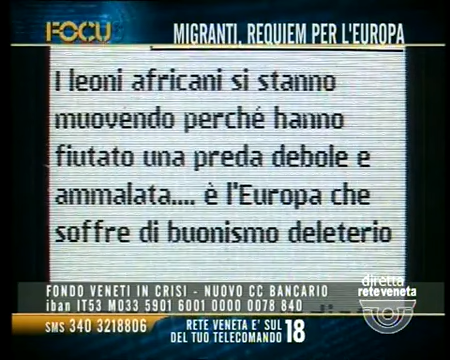 FOCUS
MIGRANTI, REQUIEM PER L'EUROPA
I leoni africani si stanno
muovendo perché hanno
fiutato una preda debole e
ammalata.... è l'Europa che
soffre di buonismo deleterio
diretta
reteveneta
FONDO VENETI IN CRISI - NUOVO CC BANCARIO
iban IT53 M033 5901 6001 0000 0078 840
SMS 340 3218806
RETE VENETA E' SUL 18
DEL TUO TELECOMANDO